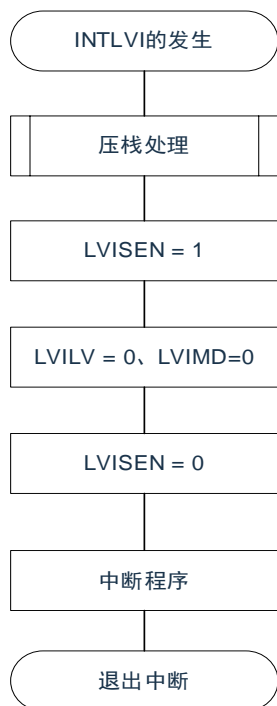 INTLVI的发生
压栈处理
LVISEN = 1
LVILV = 0、LVIMD=0
LVISEN = 0
中断程序
退出中断